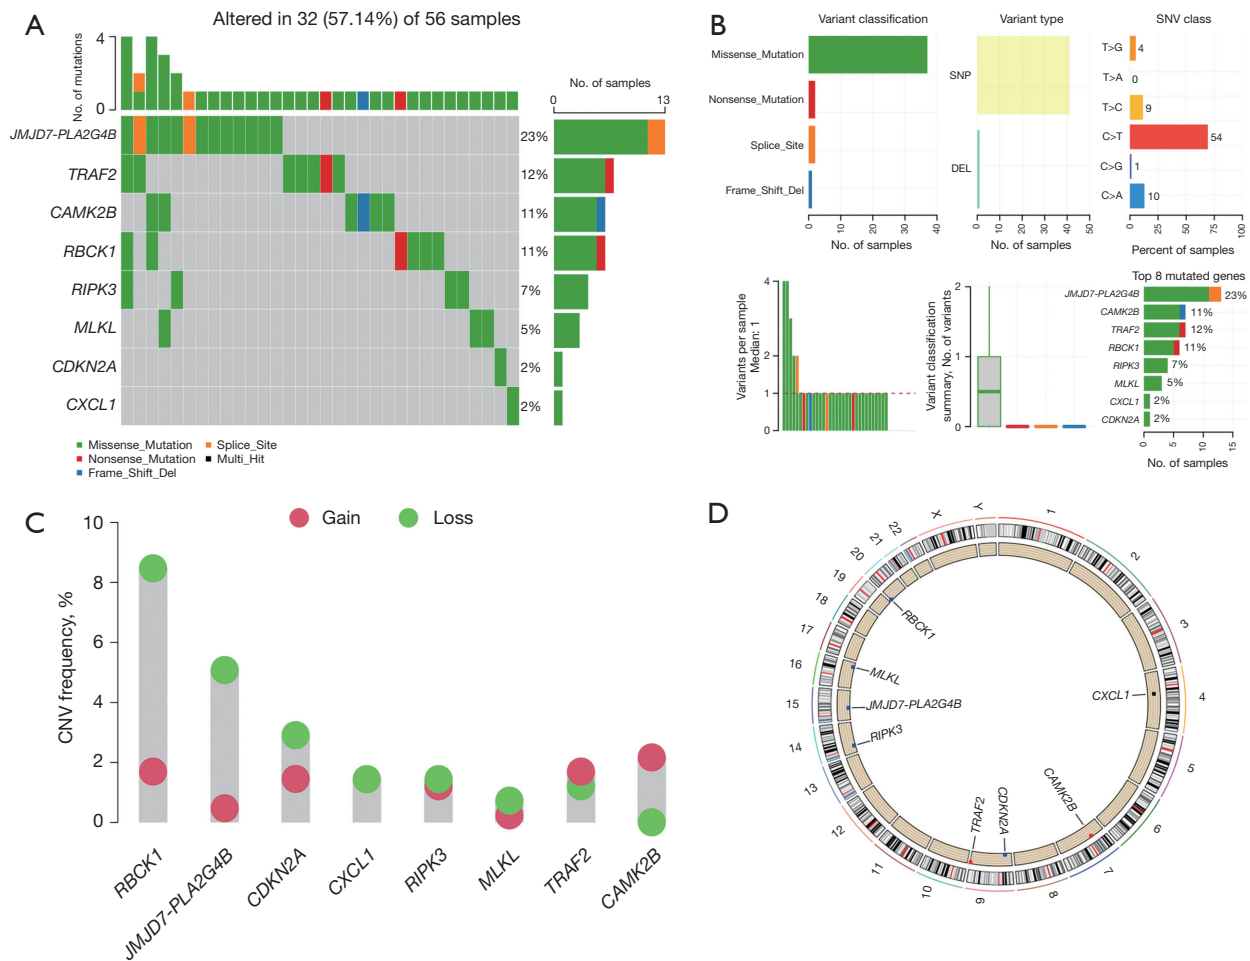 A
Altered in 32 (57.14%) of 56 samples
No. of mutations
4
2
0
No. of samples
0
13
JMJD7-PLA2G4B
23%
TRAF2
12%
CAMK2B
11%
RBCK1
11%
RIPK3
7%
MLKL
5%
CDKN2A
2%
CXCL1
2%
Missense_Mutation
Nonsense_Mutation
Frame_Shift_Del
Splice_Site
Multi_Hit
B
Variant classification
Missense_Mutation
Nonsense_Mutation
Splice_Site
Frame_Shift_Del
0 10 20 30 40
No. of samples
Variant type
SNP
DEL
0 10 20 30 40 50
No. of samples
SNV class
T>G 4
T>A 0
T>C 9
C>T 54
C>G 1
C>A 10
0 25 50 75 100
Percent of samples
Variants per sample
Median: 1
4
2
1
0
Variant classification
summary, No. of variants
2
1
0
Top 8 mutated genes
JMJD7-PLA2G4B 23%
CAMK2B 11%
TRAF2 12%
RBCK1 11%
RIPK3 7%
MLKL 5%
CXCL1 2%
CDKN2A 2%
0 5 10 15
No. of samples
C
Gain
Loss
CNV frequency, %
10
8
6
4
2
0
RBCK1
JMJD7-PLA2G4B
CDKN2A
CXCL1
RIPK3
MLKL
TRAF2
CAMK2B
D
1
2
3
4
5
6
7
8
9
10
11
12
13
14
15
16
17
18
19
20
21
22
X
Y
RBCK1
MLKL
JMJD7-PLA2G4B
RIPK3
TRAF2
CDKN2A
CAMK2B
CXCL1